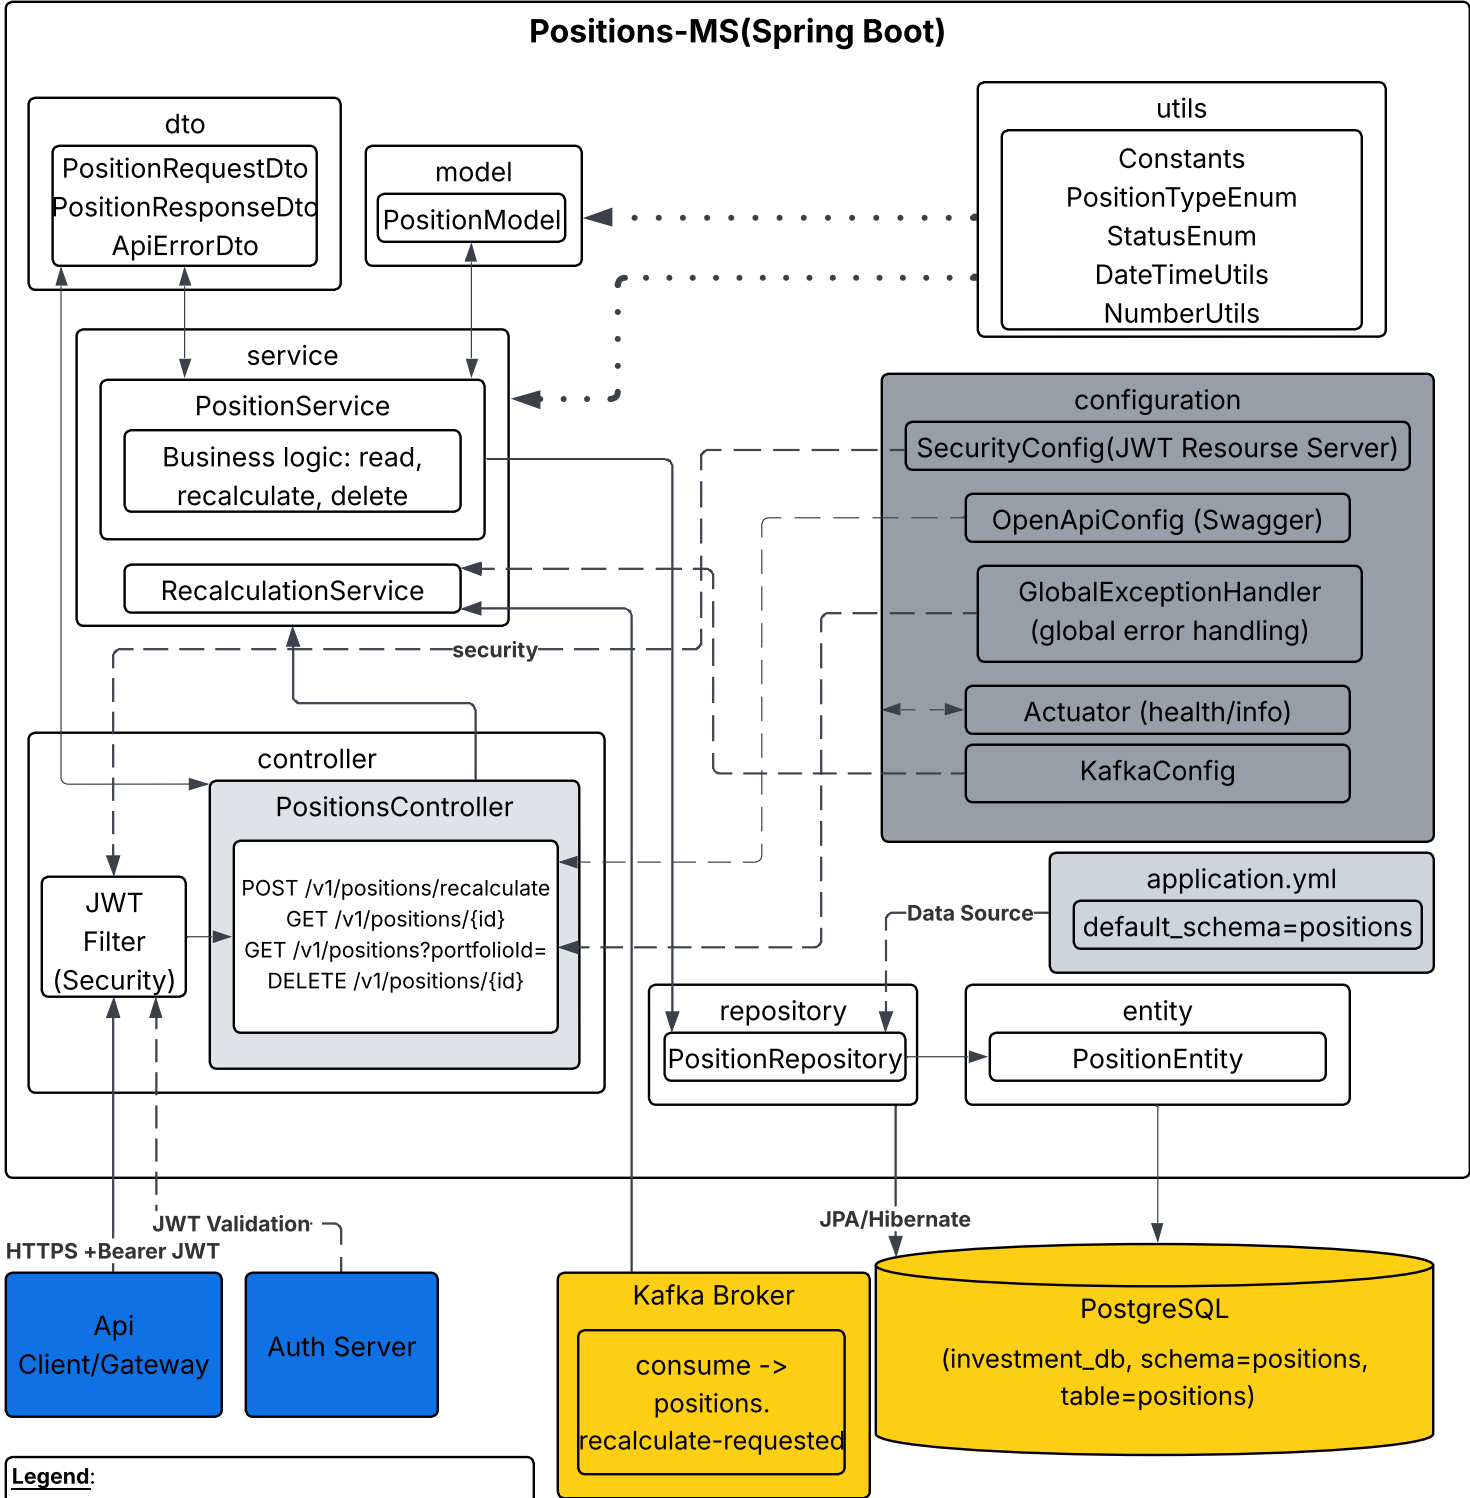 Positions-MS(Spring Boot)
dto
PositionRequestDto
PositionResponseDto
ApiErrorDto
model
PositionModel
utils
Constants
PositionTypeEnum
StatusEnum
DateTimeUtils
NumberUtils
service
PositionService
Business logic: read,
recalculate, delete
RecalculationService
configuration
SecurityConfig(JWT Resourse Server)
OpenApiConfig (Swagger)
GlobalExceptionHandler
(global error handling)
Actuator (health/info)
KafkaConfig
security
controller
PositionsController
POST /v1/positions/recalculate
GET /v1/positions/{id}
GET /v1/positions?portfolioId=
DELETE /v1/positions/{id}
JWT
Filter
(Security)
application.yml
default_schema=positions
Data Source
repository
PositionRepository
entity
PositionEntity
JWT Validation
HTTPS +Bearer JWT
JPA/Hibernate
Api
Client/Gateway
Auth Server
Kafka Broker
consume ->
positions.
recalculate-requested
PostgreSQL
(investment_db, schema=positions,
table=positions)
Legend: